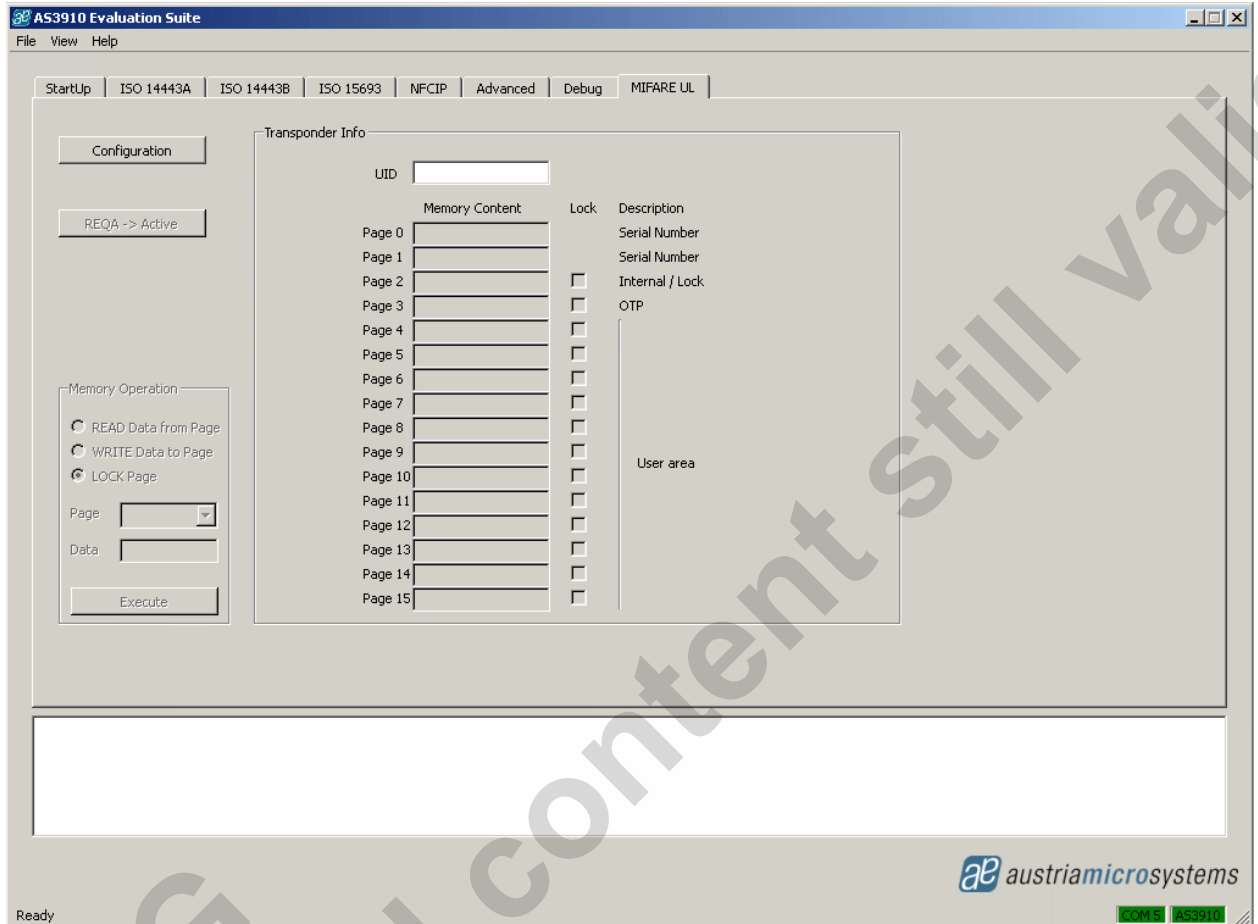 AS3910 Evaluation Suite
File View Help
StartUp ISO 14443A ISO 14443B ISO 15693 NFCIP Advanced Debug MIFARE UL
Configuration
REQA -> Active
Transponder Info
UID
Memory Content Lock Description
Page 0 Serial Number
Page 1 Serial Number
Page 2 Internal / Lock
Page 3 OTP
Page 4
Page 5
Page 6
Page 7
Page 8
Page 9
User area
Page 10
Page 11
Page 12
Page 13
Page 14
Page 15
Memory Operation
READ Data from Page
WRITE Data to Page
LOCK Page
Page
Data
Execute
austriamicrosystems
Ready COM 5 AS3910
content still